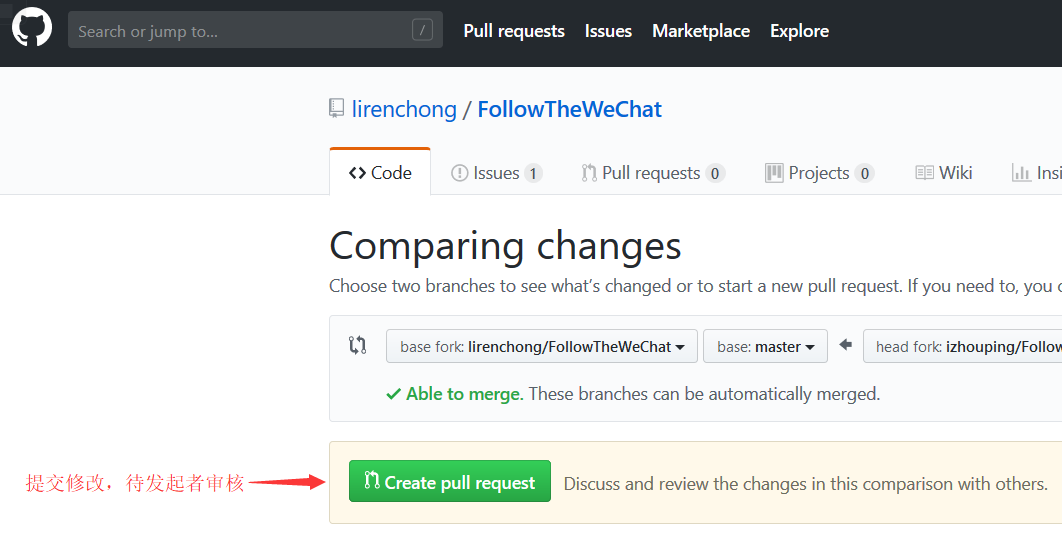 Search or jump to... /
Pull requests Issues Marketplace Explore
lirenchong / FollowTheWeChat
Code Issues 1 Pull requests 0 Projects 0 Wiki Insi
Comparing changes
Choose two branches to see what's changed or to start a new pull request. If you need to, you c
base fork: lirenchong/FollowTheWeChat base: master head fork: izhouping/Follow
Able to merge. These branches can be automatically merged.
提交修改，待发起者审核
Create pull request Discuss and review the changes in this comparison with others.